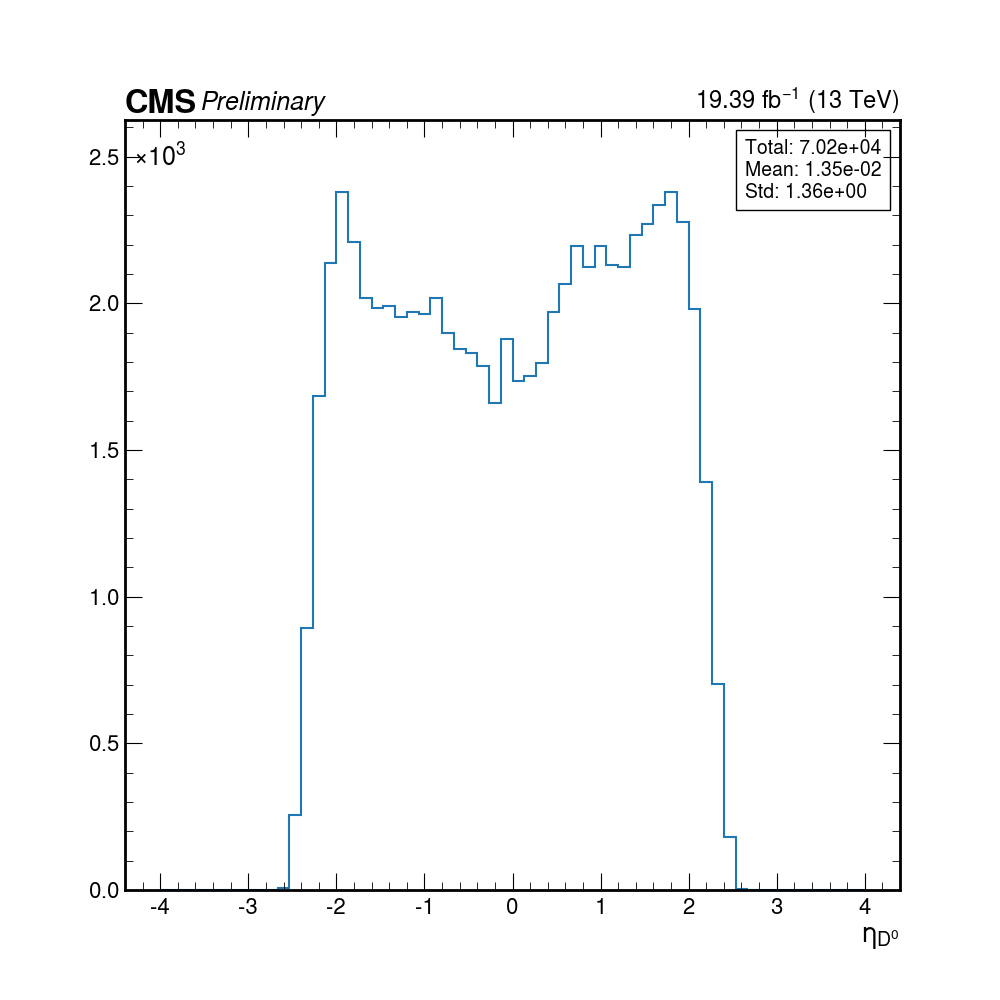 CMS Preliminary
19.39 fb⁻¹ (13 TeV)
×10³
Total: 7.02e+04
Mean: 1.35e-02
Std: 1.36e+00
2.5
2.0
1.5
1.0
0.5
0.0
-4 -3 -2 -1 0 1 2 3 4
η_D⁰